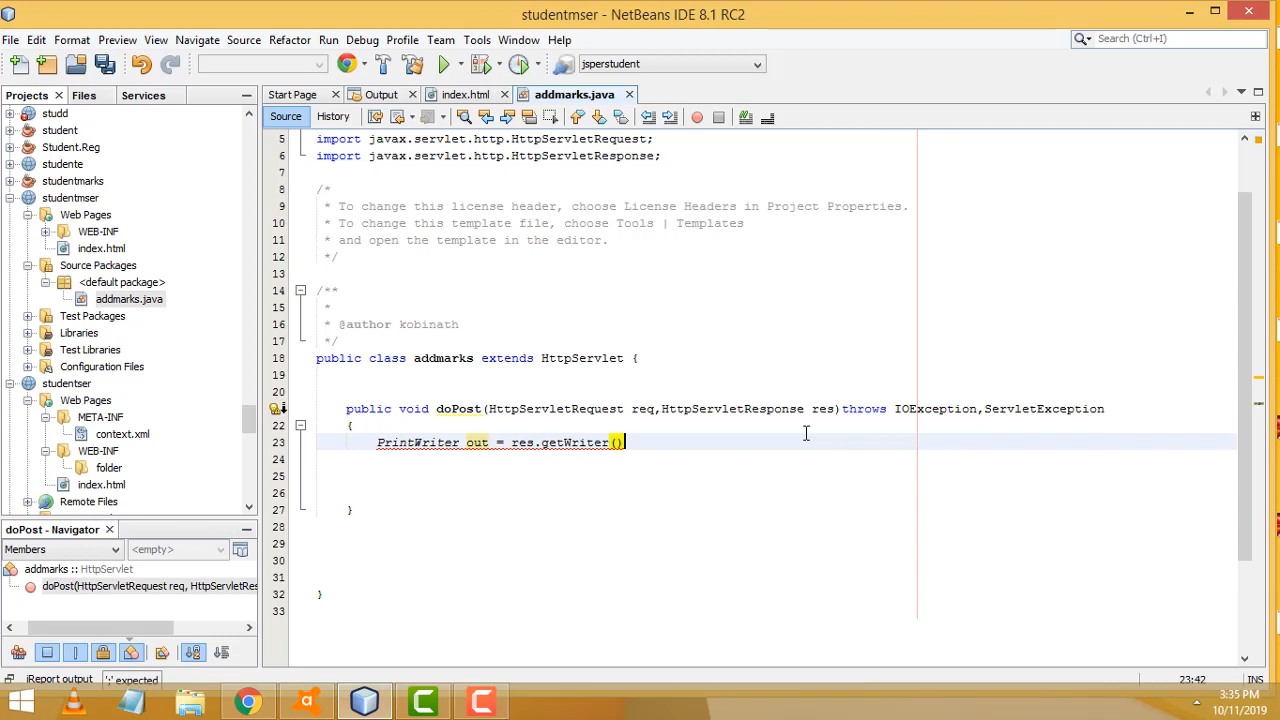 studentmser - NetBeans IDE 8.1 RC2
File Edit Format View Navigate Source Refactor Run Debug Profile Team Tools Window Help
Search (Ctrl+I)
jsperstudent
Projects Files Services
Start Page Output index.html addmarks.java
Source History
studd
student
Student.Reg
studente
studentmarks
studentmser
Web Pages
WEB-INF
index.html
Source Packages
<default package>
addmarks.java
Test Packages
Libraries
Test Libraries
Configuration Files
studentser
Web Pages
META-INF
context.xml
WEB-INF
folder
index.html
Remote Files
doPost - Navigator
Members <empty>
addmarks :: HttpServlet
doPost(HttpServletRequest req, HttpServletRes
5 import javax.servlet.http.HttpServletRequest;
6 import javax.servlet.http.HttpServletResponse;
7
8 /*
9 * To change this license header, choose License Headers in Project Properties.
10 * To change this template file, choose Tools | Templates
11 * and open the template in the editor.
12 */
13
14 /**
15 *
16 * @author kobinath
17 */
18 public class addmarks extends HttpServlet {
19
20
public void doPost(HttpServletRequest req,HttpServletResponse res)throws IOException,ServletException
22 {
23 PrintWriter out = res.getWriter()
24
25
26
27 }
28
29
30
31
32 }
33
iReport output ';' expected
23:42 INS
3:35 PM
10/11/2019